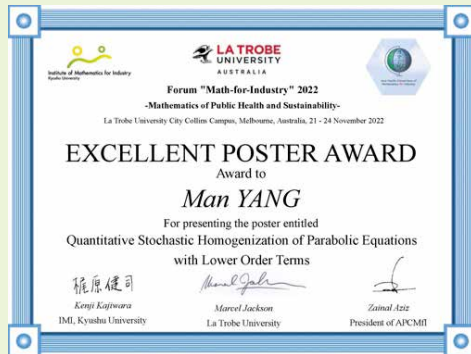 Institute of Mathematics for Industry
Kyushu University
LA TROBE
UNIVERSITY
AUSTRALIA
Forum "Math-for-Industry" 2022
-Mathematics of Public Health and Sustainability-
La Trobe University City Collins Campus, Melbourne, Australia, 21 - 24 November 2022
EXCELLENT POSTER AWARD
Award to
Man YANG
For presenting the poster entitled
Quantitative Stochastic Homogenization of Parabolic Equations
with Lower Order Terms
梶原健司
Kenji Kajiwara
Marcel Jackson
Zainal Aziz
IMI, Kyushu University
La Trobe University
President of APCMfI